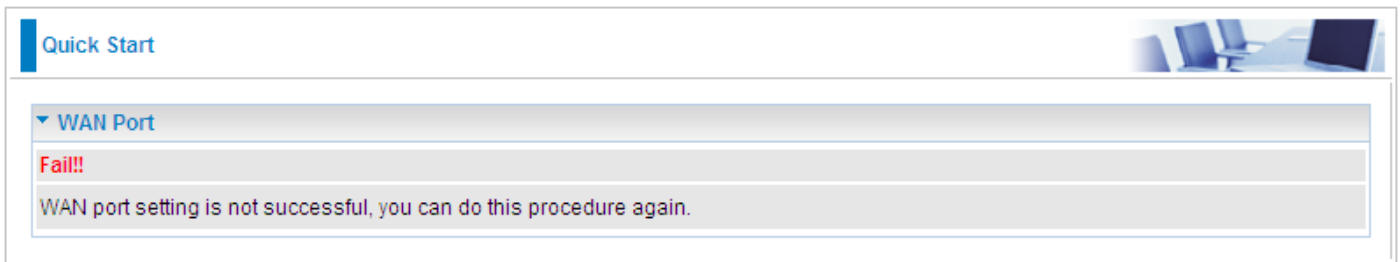 Quick Start
WAN Port
Fail!!
WAN port setting is not successful, you can do this procedure again.